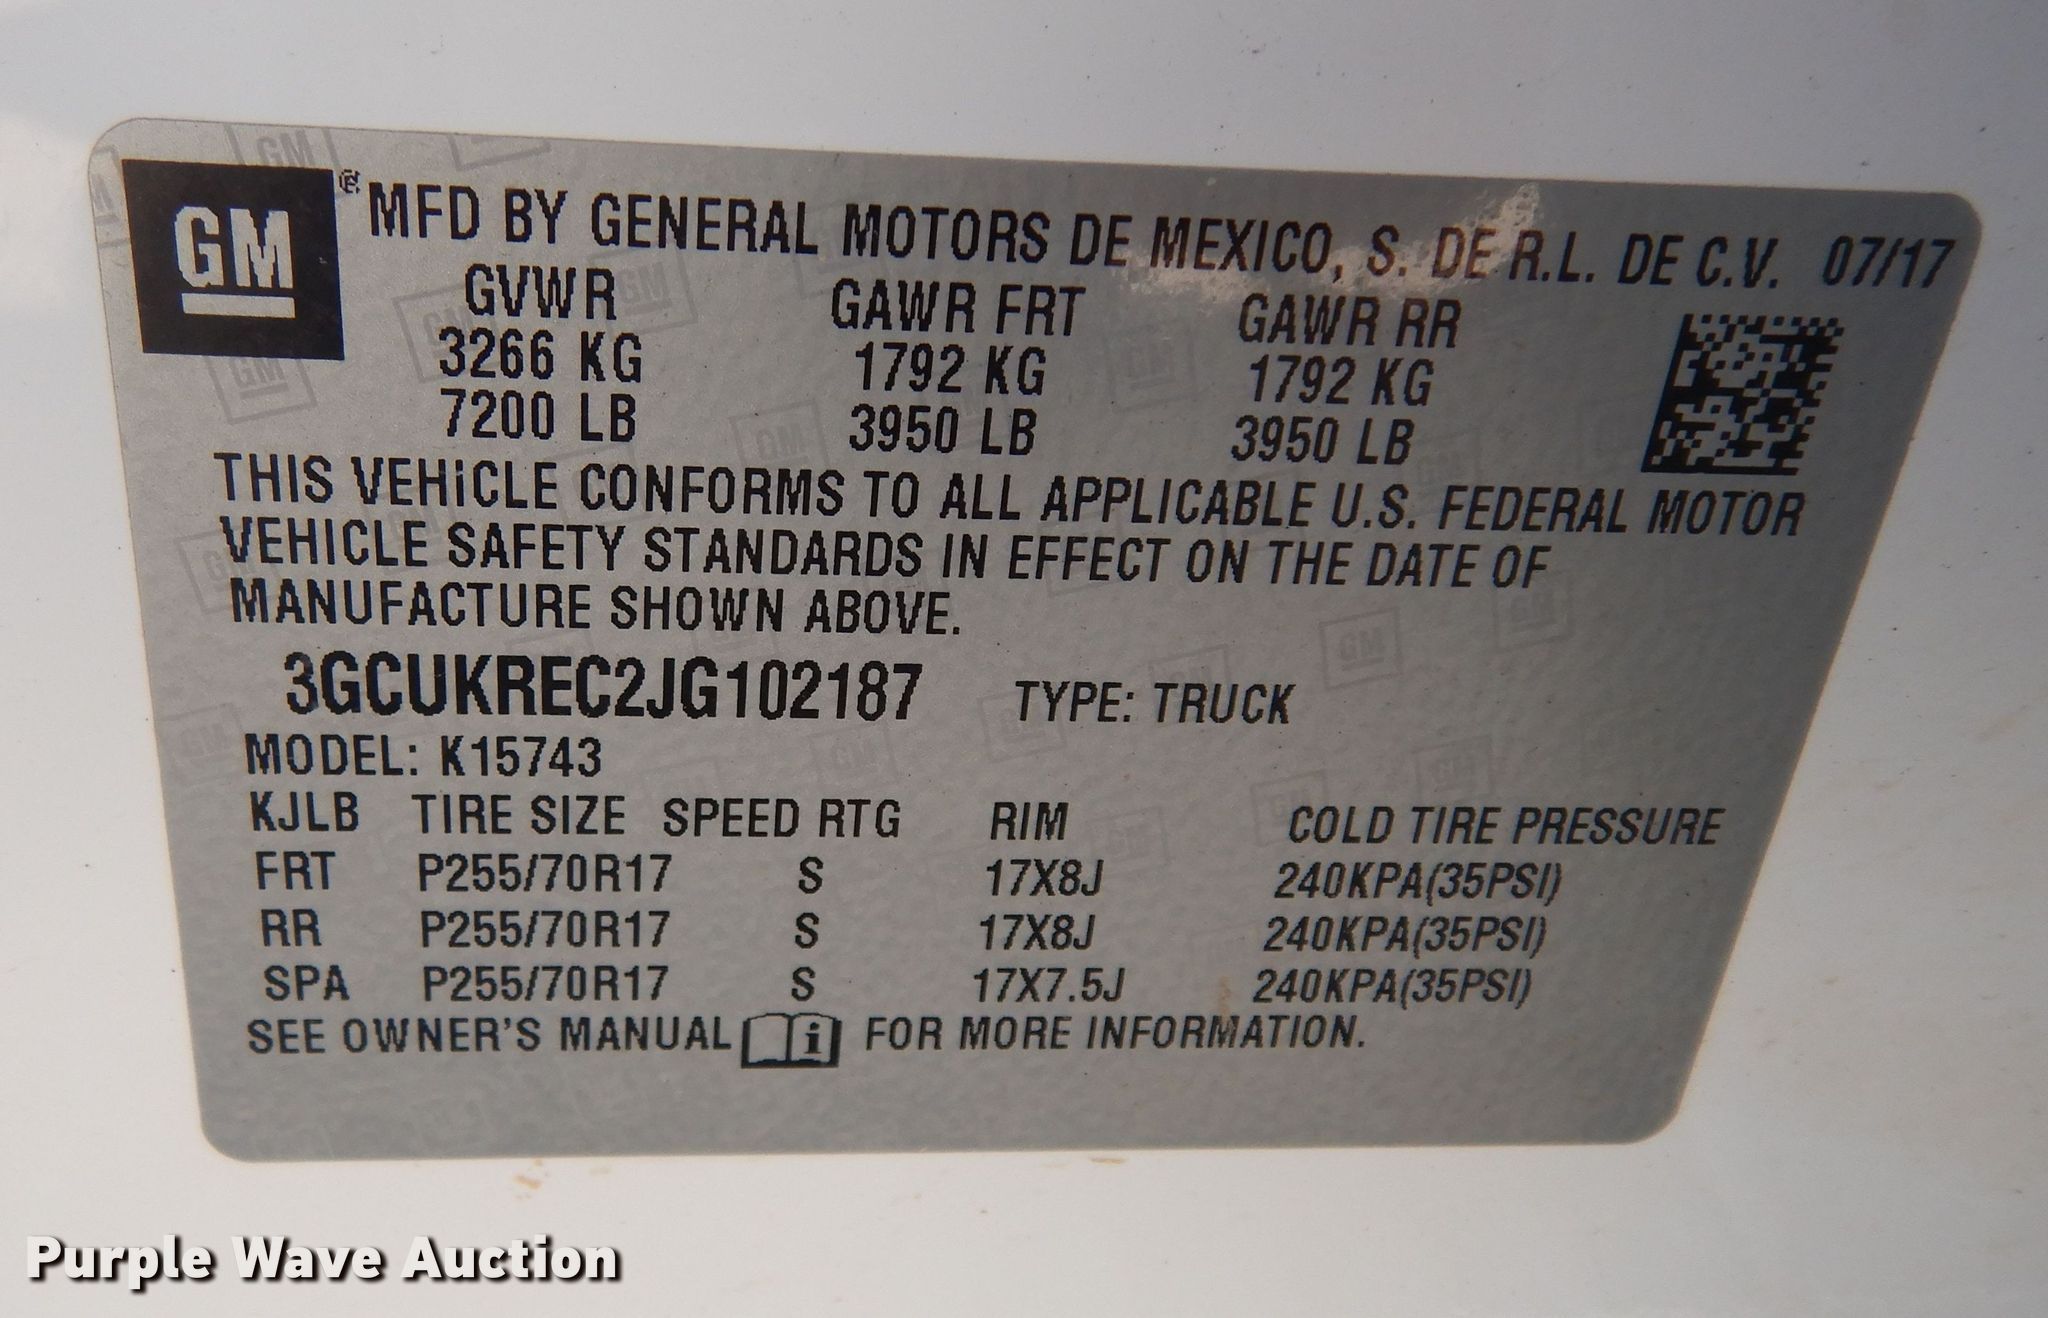 GM
MFD BY GENERAL MOTORS DE MEXICO, S. DE R.L. DE C.V. 07/17
GVWR GAWR FRT GAWR RR
3266 KG 1792 KG 1792 KG
7200 LB 3950 LB 3950 LB
THIS VEHiCLE CONFORMS TO ALL APPLICABLE U.S. FEDERAL MOTOR
VEHICLE SAFETY STANDARDS IN EFFECT ON THE DATE OF
MANUFACTURE SHOWN ABOVE.
3GCUKREC2JG102187 TYPE: TRUCK
MODEL: K15743
KJLB TIRE SIZE SPEED RTG RIM COLD TIRE PRESSURE
FRT P255/70R17 S 17X8J 240KPA(35PSI)
RR P255/70R17 S 17X8J 240KPA(35PSI)
SPA P255/70R17 S 17X7.5J 240KPA(35PSI)
SEE OWNER'S MANUAL i FOR MORE INFORMATION.
Purple Wave Auction